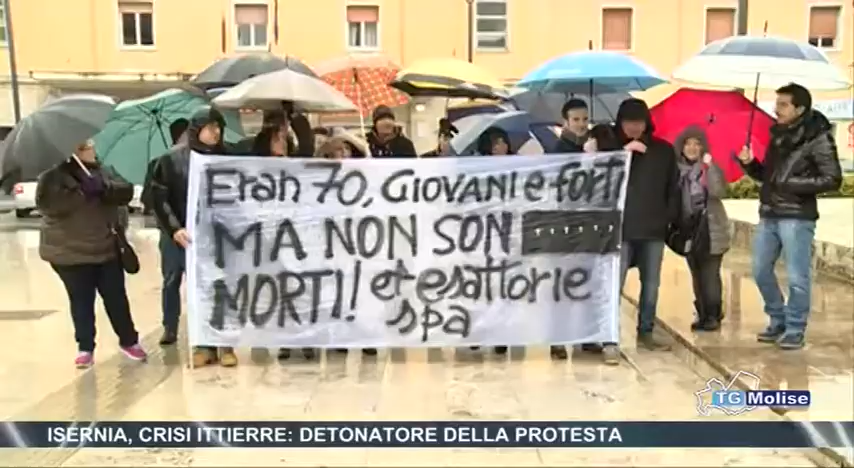 Eran 70, GIOVANI e forti
MA NON SON
MORTI! et esattorie
spa
TG Molise
ISERNIA, CRISI ITTIERRE: DETONATORE DELLA PROTESTA